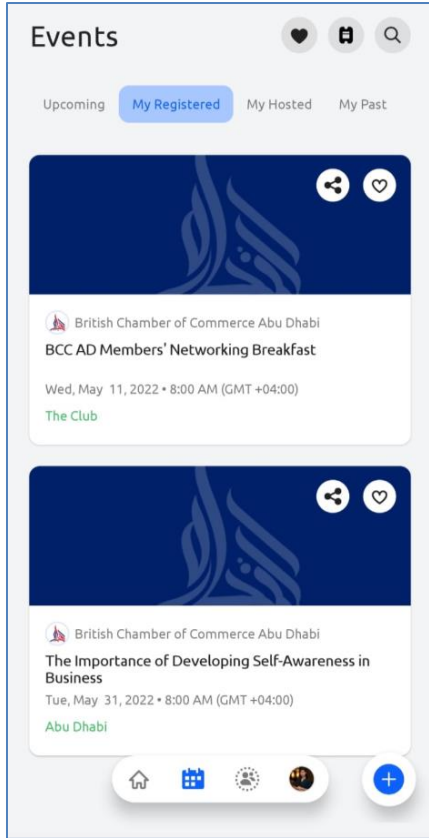 Events
Upcoming My Registered My Hosted My Past
British Chamber of Commerce Abu Dhabi
BCC AD Members' Networking Breakfast
Wed, May 11, 2022 • 8:00 AM (GMT +04:00)
The Club
British Chamber of Commerce Abu Dhabi
The Importance of Developing Self-Awareness in
Business
Tue, May 31, 2022 • 8:00 AM (GMT +04:00)
Abu Dhabi